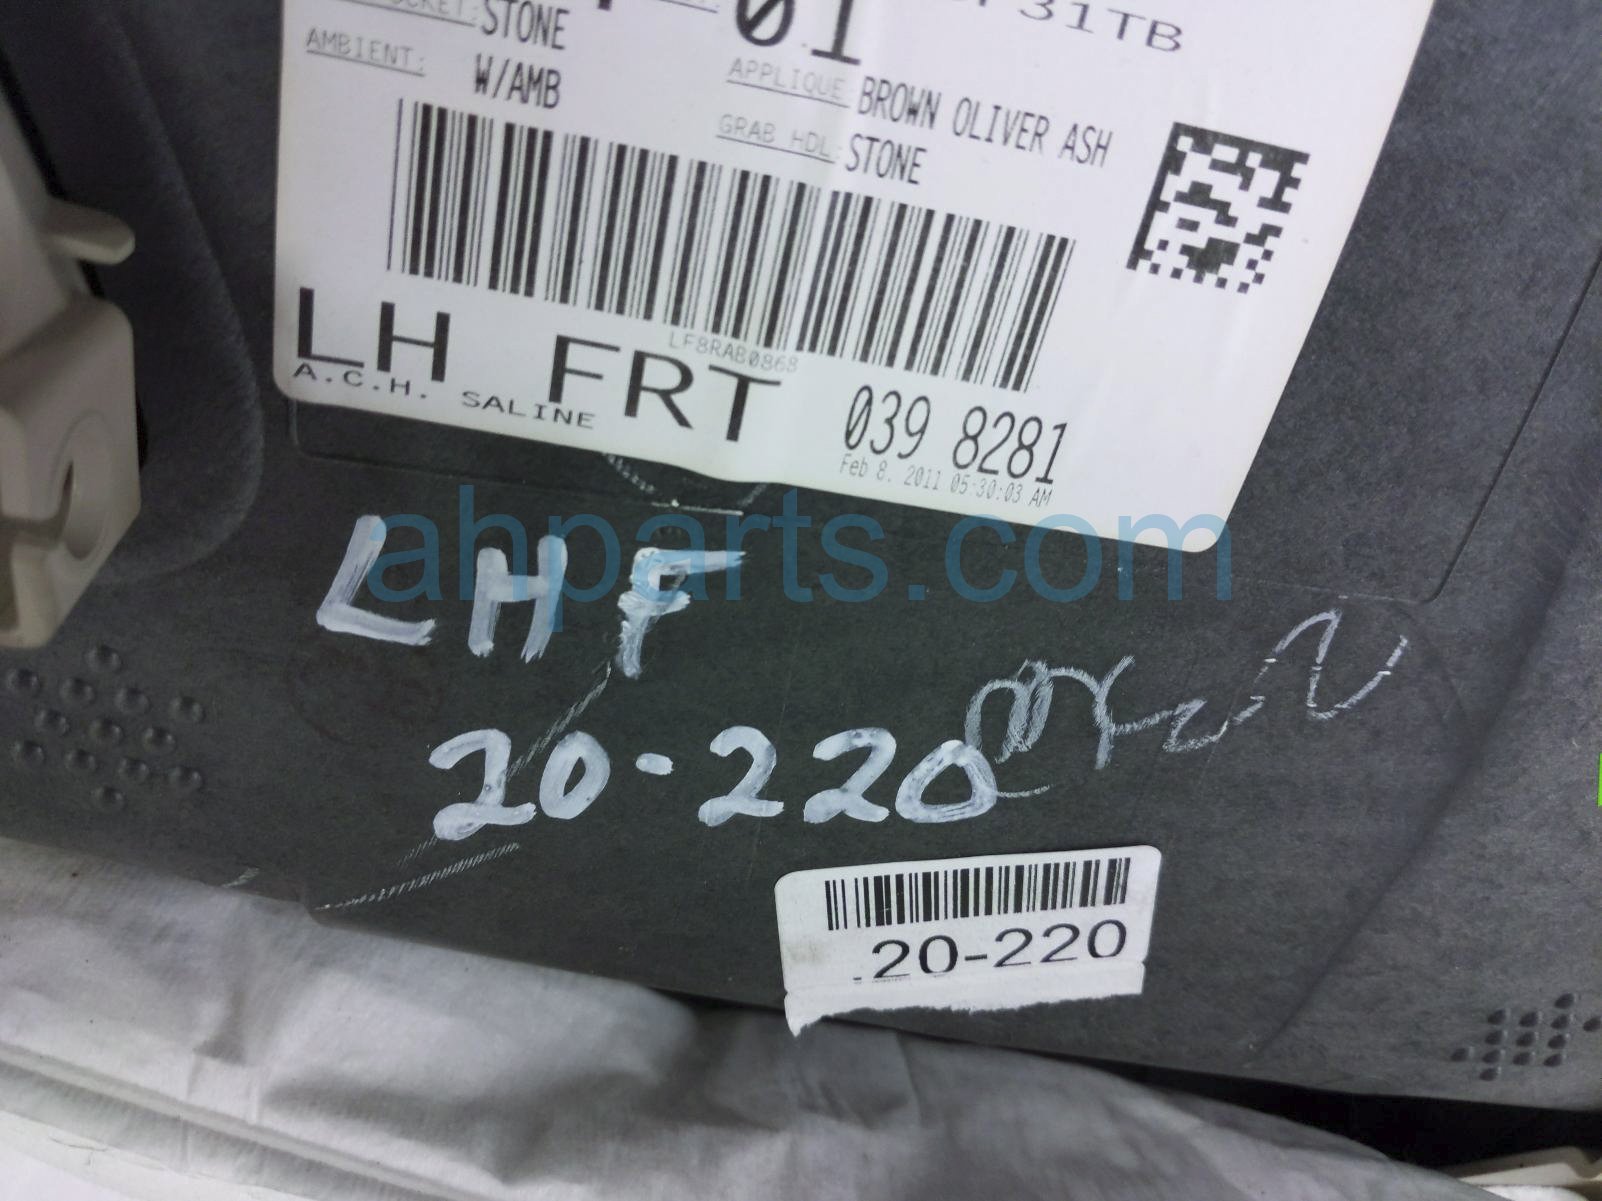 01
31TB
STONE
AMBIENT:
W/AMB
APPLIQUE BROWN OLIVER ASH
GRAB HDL: STONE
LF8RAB0868
LH FRT
039 8281
A.C.H. SALINE
Feb 8. 2011 05:30:03 AM
ahparts.com
LHF
20-220
20-220